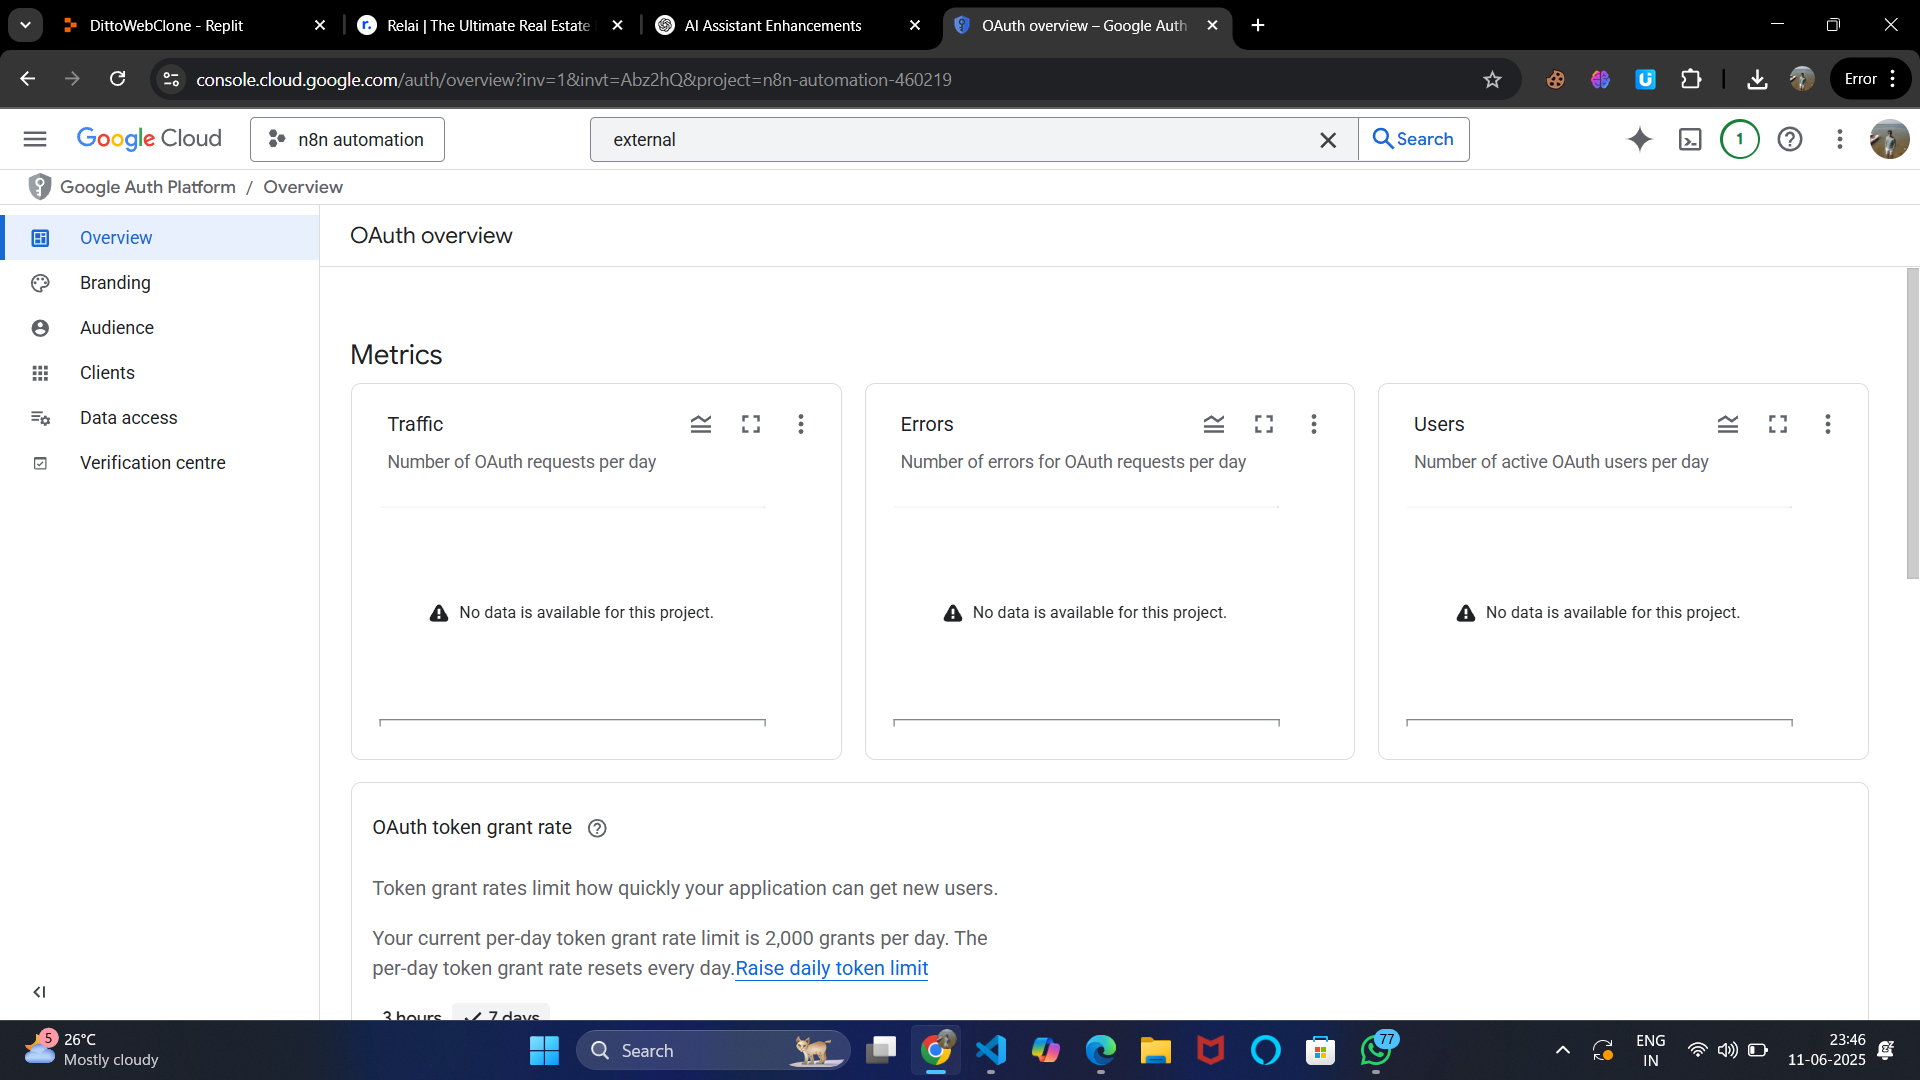 DittoWebClone - Replit
Relai | The Ultimate Real Estate
AI Assistant Enhancements
OAuth overview – Google Auth
console.cloud.google.com/auth/overview?inv=1&invt=Abz2hQ&project=n8n-automation-460219
Error
Google Cloud
n8n automation
external
Search
1
Google Auth Platform / Overview
Overview
Branding
Audience
Clients
Data access
Verification centre
OAuth overview
Metrics
Traffic
Number of OAuth requests per day
No data is available for this project.
Errors
Number of errors for OAuth requests per day
No data is available for this project.
Users
Number of active OAuth users per day
No data is available for this project.
OAuth token grant rate
Token grant rates limit how quickly your application can get new users.
Your current per-day token grant rate limit is 2,000 grants per day. The
per-day token grant rate resets every day.Raise daily token limit
3 hours
7 days
5
26°C
Mostly cloudy
Search
77
ENG
IN
23:46
11-06-2025